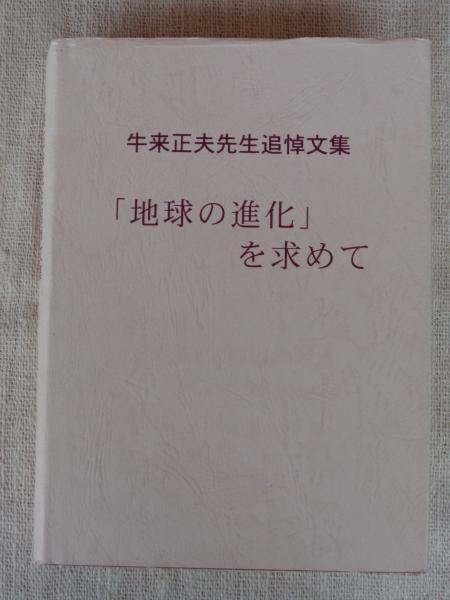 牛来正夫先生追悼文集
「地球の進化」
を求めて